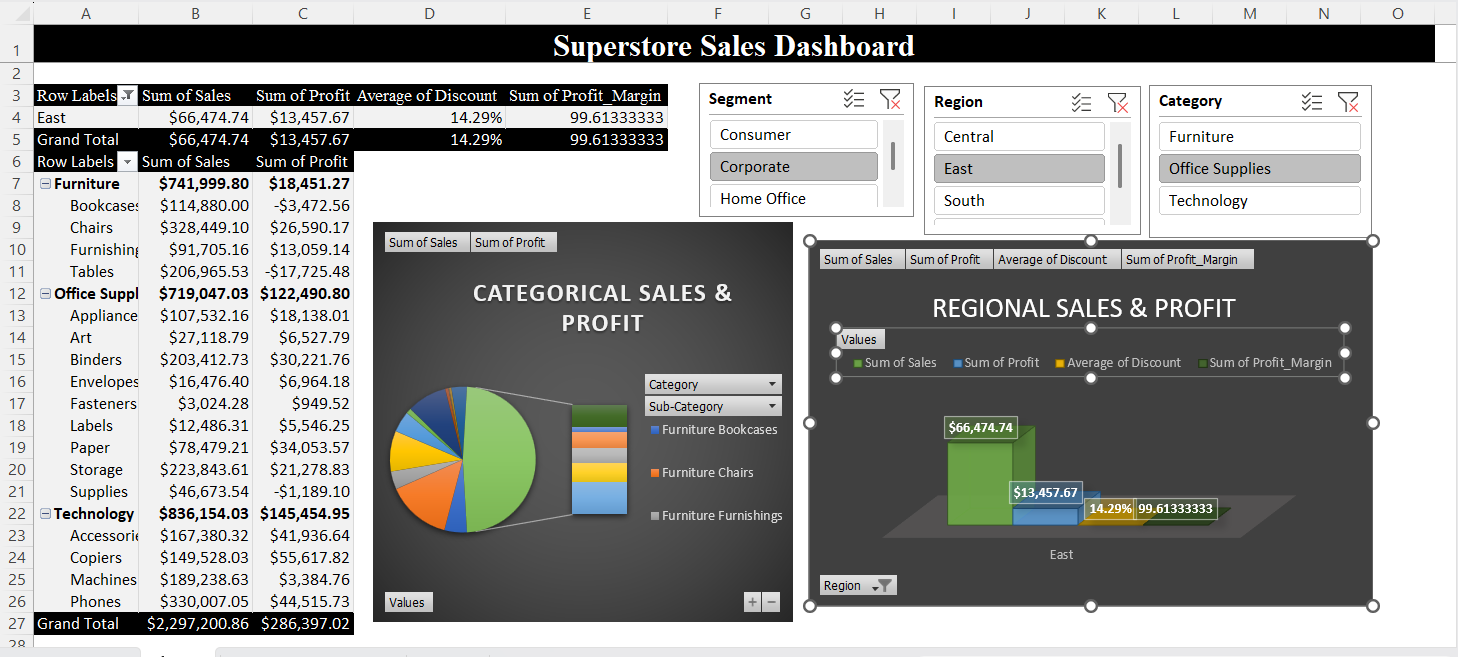 A B C D E F G H I J K L M N O
1 Superstore Sales Dashboard
2
3 Row Labels Sum of Sales Sum of Profit Average of Discount Sum of Profit_Margin
4 East $66,474.74 $13,457.67 14.29% 99.61333333
5 Grand Total $66,474.74 $13,457.67 14.29% 99.61333333
6 Row Labels Sum of Sales Sum of Profit
7 Furniture $741,999.80 $18,451.27
8 Bookcases $114,880.00 -$3,472.56
9 Chairs $328,449.10 $26,590.17
10 Furnishing $91,705.16 $13,059.14
11 Tables $206,965.53 -$17,725.48
12 Office Suppl $719,047.03 $122,490.80
13 Appliance $107,532.16 $18,138.01
14 Art $27,118.79 $6,527.79
15 Binders $203,412.73 $30,221.76
16 Envelopes $16,476.40 $6,964.18
17 Fasteners $3,024.28 $949.52
18 Labels $12,486.31 $5,546.25
19 Paper $78,479.21 $34,053.57
20 Storage $223,843.61 $21,278.83
21 Supplies $46,673.54 -$1,189.10
22 Technology $836,154.03 $145,454.95
23 Accessorie $167,380.32 $41,936.64
24 Copiers $149,528.03 $55,617.82
25 Machines $189,238.63 $3,384.76
26 Phones $330,007.05 $44,515.73
27 Grand Total $2,297,200.86 $286,397.02
28
Segment
Consumer
Corporate
Home Office
Region
Central
East
South
Category
Furniture
Office Supplies
Technology
Sum of Sales Sum of Profit
CATEGORICAL SALES &
PROFIT
Category
Sub-Category
Furniture Bookcases
Furniture Chairs
Furniture Furnishings
Values
Sum of Sales Sum of Profit Average of Discount Sum of Profit_Margin
REGIONAL SALES & PROFIT
Values
Sum of Sales Sum of Profit Average of Discount Sum of Profit_Margin
$66,474.74
$13,457.67
14.29% 99.61333333
East
Region